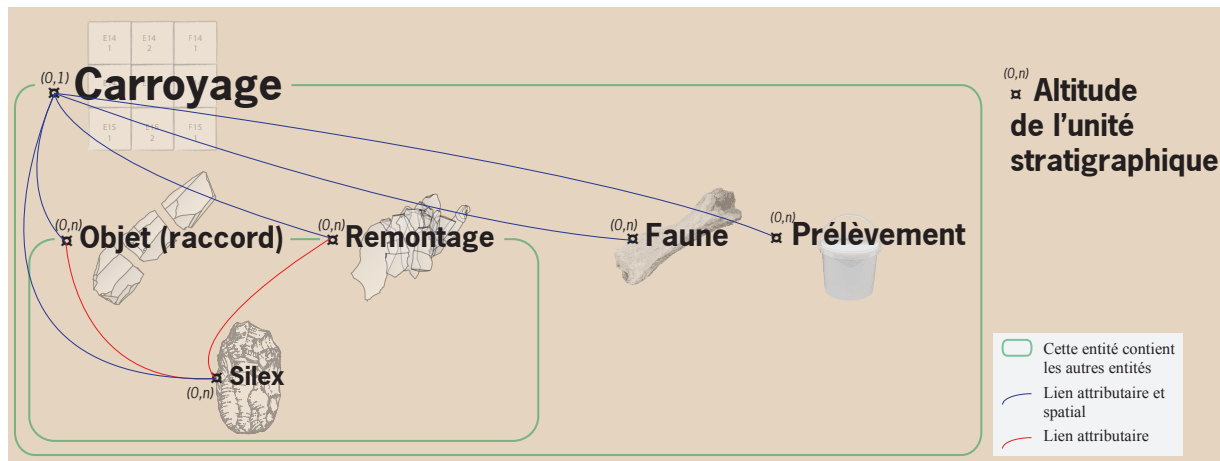 E14 E14 F14
1 2 1
(0,1)
Carroyage
E15 E15 F15
1 2 1
(0,n)
Altitude
de l'unité
stratigraphique
(0,n)
Objet (raccord)
(0,n)
Remontage
(0,n)
Faune
(0,n)
Prélèvement
Silex
(0,n)
Cette entité contient
les autres entités
Lien attributaire et
spatial
Lien attributaire